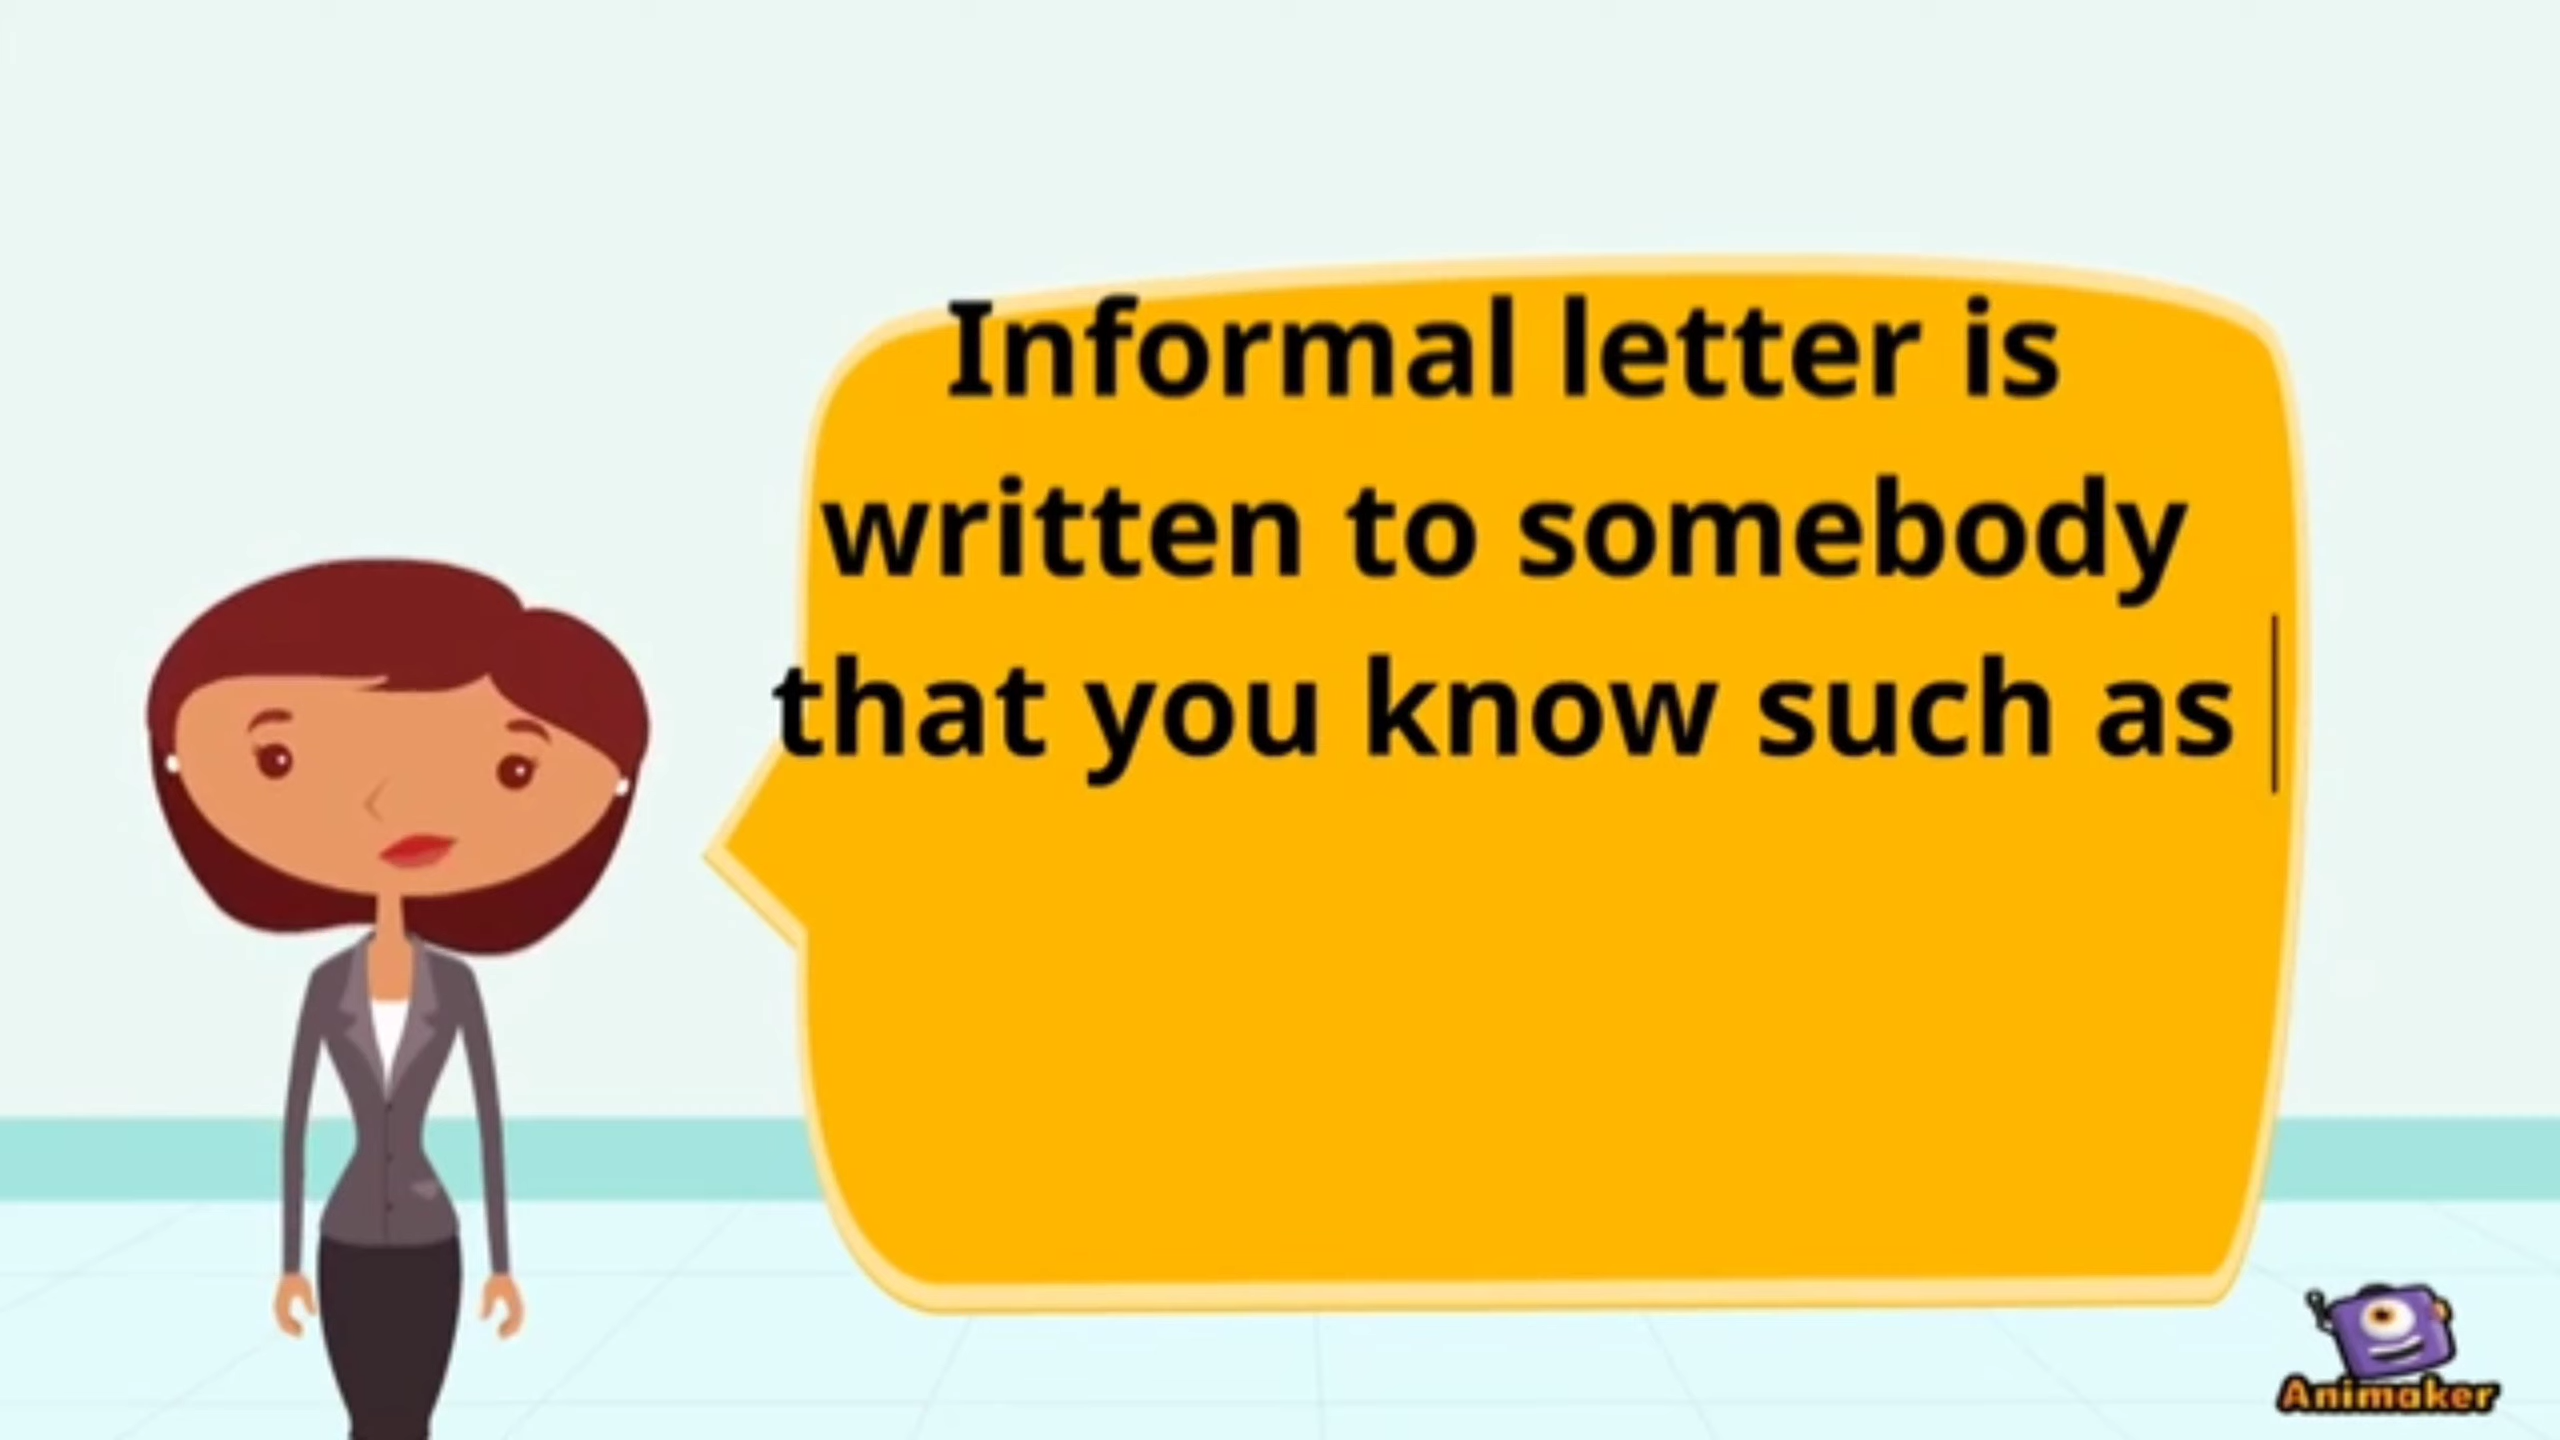 Informal letter is
written to somebody
that you know such as
Animaker